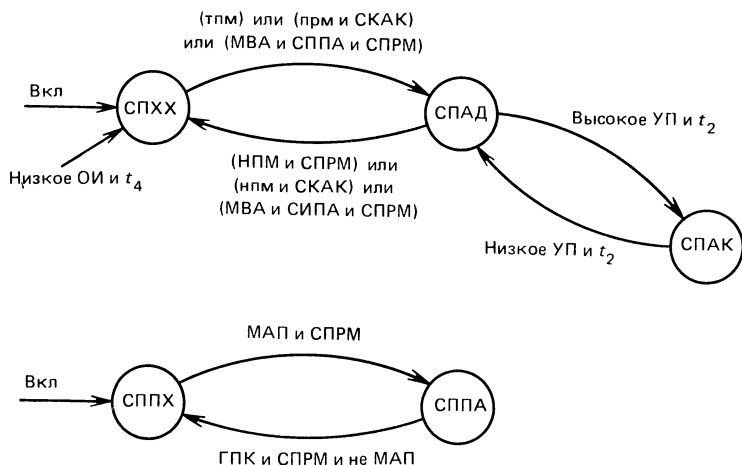 (тпм) или (прм и СКАК)
или (МВА и СППА и СПРМ)
Вкл
СПХХ
СПАД
Высокое УП и t2
(НПМ и СПРМ) или
(нпм и СКАК) или
(МВА и СИПА и СПРМ)
Низкое ОИ и t4
Низкое УП и t2
СПАК
МАП и СПРМ
Вкл
СППХ
СППА
ГПК и СПРМ и не МАП